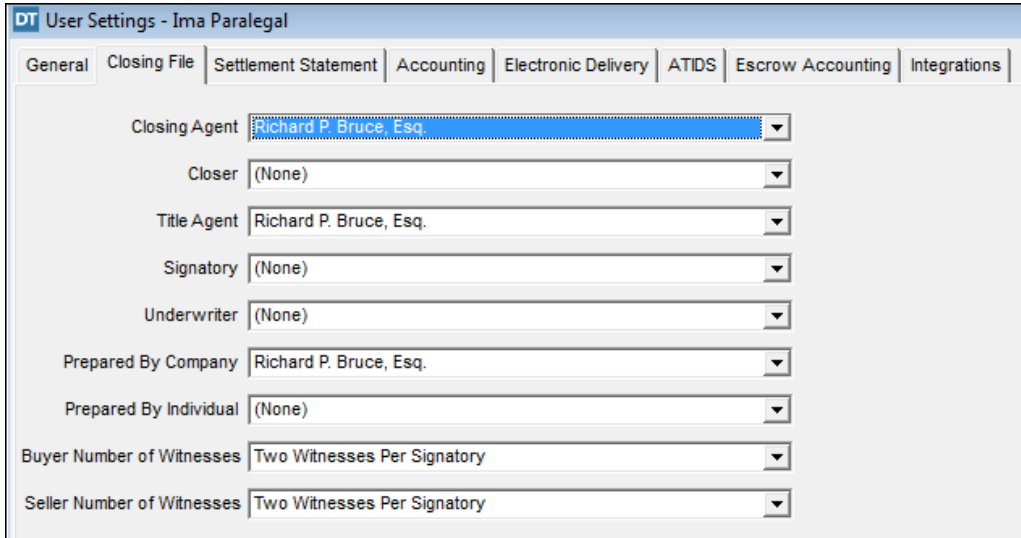 DT User Settings - Ima Paralegal
General Closing File Settlement Statement Accounting Electronic Delivery ATIDS Escrow Accounting Integrations
Closing Agent Richard P. Bruce, Esq.
Closer (None)
Title Agent Richard P. Bruce, Esq.
Signatory (None)
Underwriter (None)
Prepared By Company Richard P. Bruce, Esq.
Prepared By Individual (None)
Buyer Number of Witnesses Two Witnesses Per Signatory
Seller Number of Witnesses Two Witnesses Per Signatory